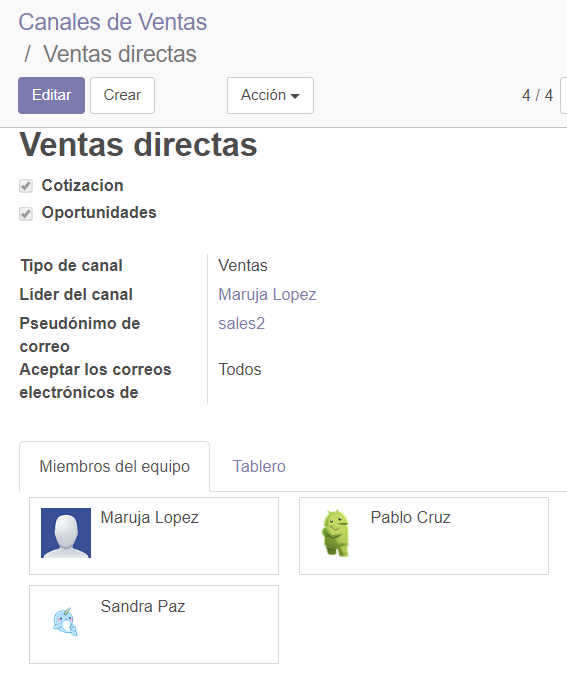 Canales de Ventas
/ Ventas directas
Editar Crear Acción 4 / 4
Ventas directas
Cotizacion
Oportunidades
Tipo de canal Ventas
Líder del canal Maruja Lopez
Pseudónimo de sales2
correo
Aceptar los correos Todos
electrónicos de
Miembros del equipo Tablero
Maruja Lopez Pablo Cruz
Sandra Paz